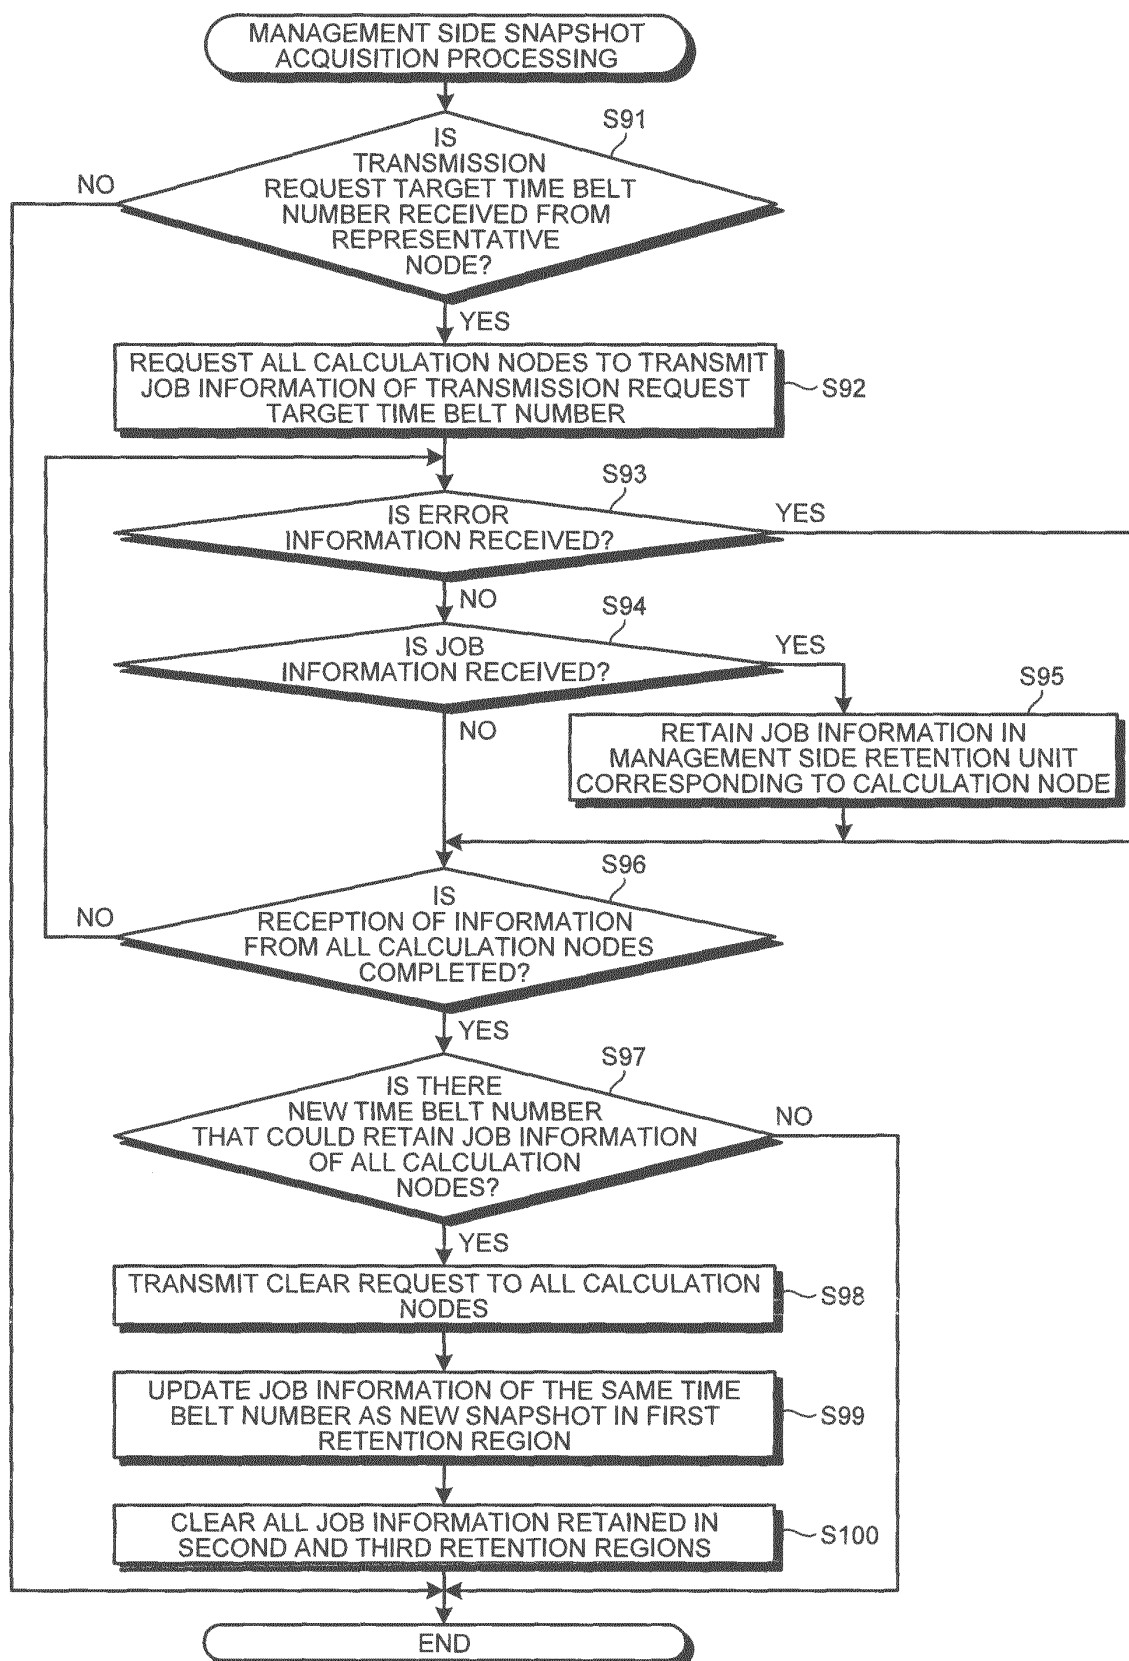 MANAGEMENT SIDE SNAPSHOT
ACQUISITION PROCESSING
S91
IS
TRANSMISSION
REQUEST TARGET TIME BELT
NUMBER RECEIVED FROM
REPRESENTATIVE
NODE?
NO
YES
REQUEST ALL CALCULATION NODES TO TRANSMIT
JOB INFORMATION OF TRANSMISSION REQUEST
TARGET TIME BELT NUMBER
S92
S93
IS ERROR
INFORMATION RECEIVED?
YES
NO
S94
IS JOB
INFORMATION RECEIVED?
YES
NO
S95
RETAIN JOB INFORMATION IN
MANAGEMENT SIDE RETENTION UNIT
CORRESPONDING TO CALCULATION NODE
S96
IS
RECEPTION OF INFORMATION
FROM ALL CALCULATION NODES
COMPLETED?
NO
YES
S97
IS THERE
NEW TIME BELT NUMBER
THAT COULD RETAIN JOB INFORMATION
OF ALL CALCULATION
NODES?
NO
YES
TRANSMIT CLEAR REQUEST TO ALL CALCULATION
NODES
S98
UPDATE JOB INFORMATION OF THE SAME TIME
BELT NUMBER AS NEW SNAPSHOT IN FIRST
RETENTION REGION
S99
CLEAR ALL JOB INFORMATION RETAINED IN
SECOND AND THIRD RETENTION REGIONS
S100
END